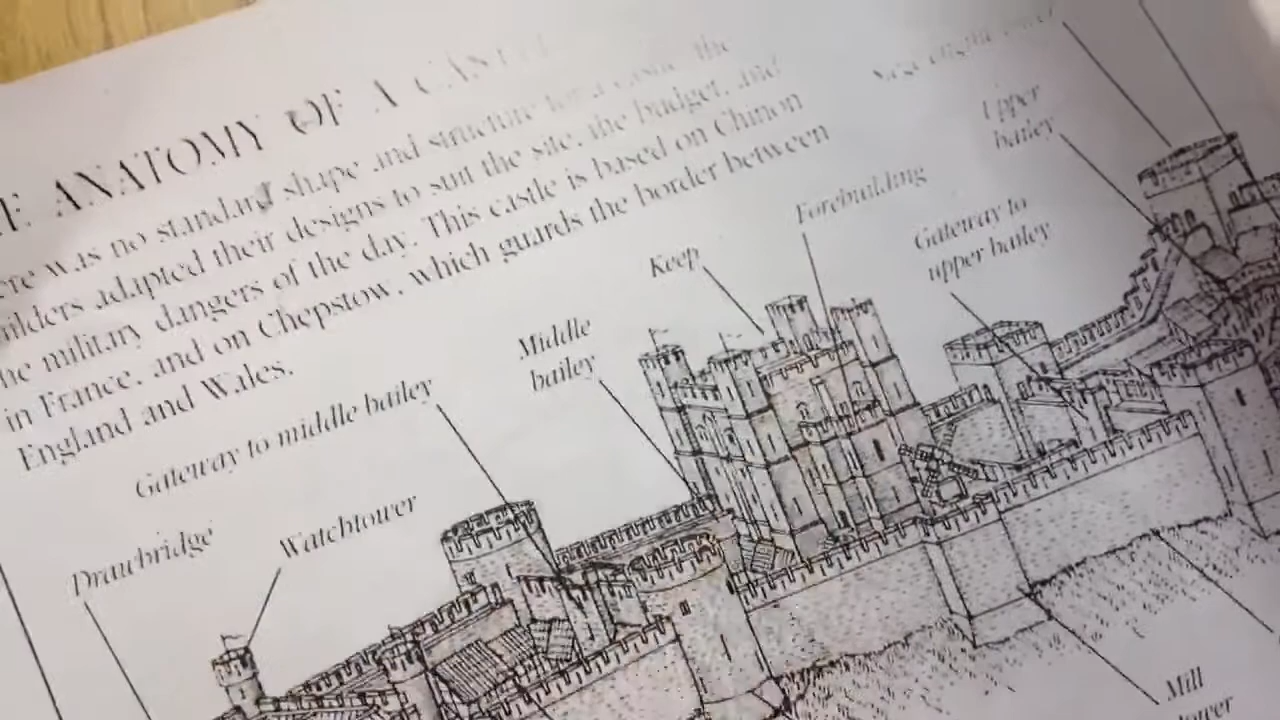 ANATOMY OF A
was no standard shape and structure for a castle, the
adapted their designs to suit the site, the budget, and
the military dangers of the day. This castle is based on Chinon
in France, and on Chepstow, which guards the border between
England and Wales.
Upper
bailey
Forebuilding
Gateway to
upper bailey
Keep
Middle
bailey
Gateway to middle bailey
Watchtower
Drawbridge
Mill